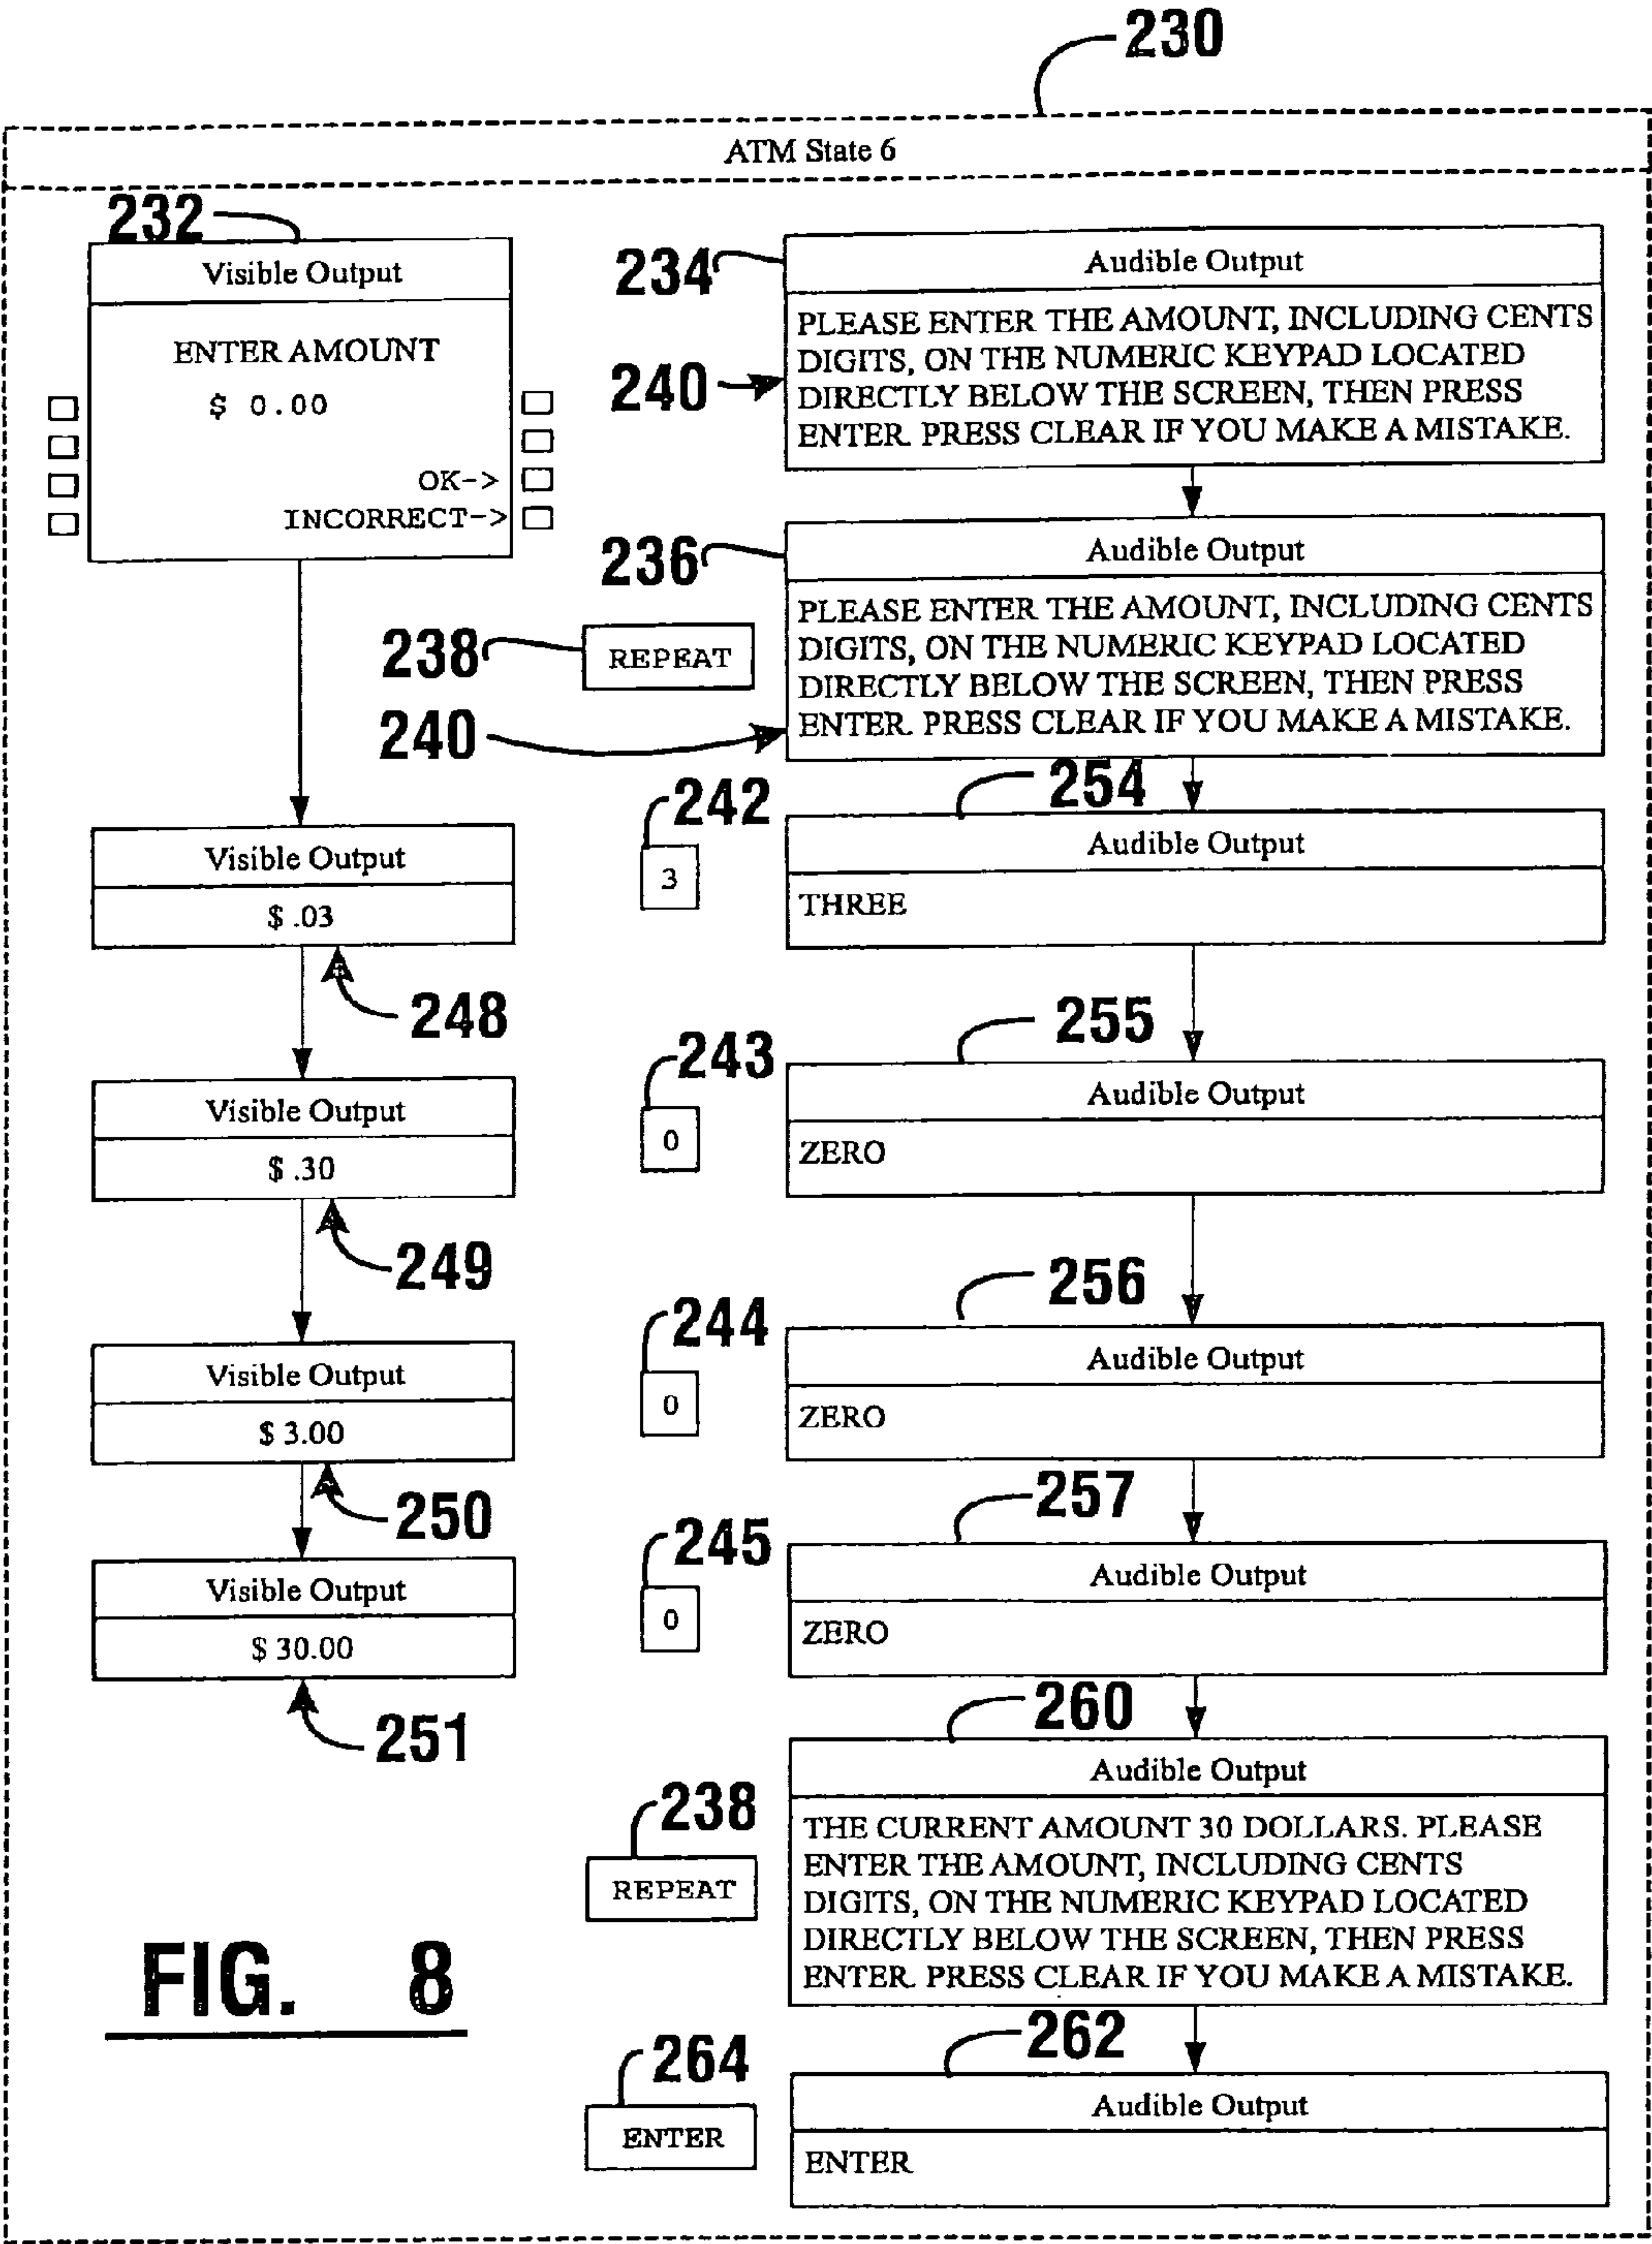 230
ATM State 6
232
Visible Output
ENTER AMOUNT
$ 0.00
OK->
INCORRECT->
234
Audible Output
240
PLEASE ENTER THE AMOUNT, INCLUDING CENTS
DIGITS, ON THE NUMERIC KEYPAD LOCATED
DIRECTLY BELOW THE SCREEN, THEN PRESS
ENTER. PRESS CLEAR IF YOU MAKE A MISTAKE.
236
Audible Output
238
REPEAT
240
PLEASE ENTER THE AMOUNT, INCLUDING CENTS
DIGITS, ON THE NUMERIC KEYPAD LOCATED
DIRECTLY BELOW THE SCREEN, THEN PRESS
ENTER. PRESS CLEAR IF YOU MAKE A MISTAKE.
Visible Output
$ .03
248
242
3
254
Audible Output
THREE
Visible Output
$ .30
249
243
0
255
Audible Output
ZERO
Visible Output
$ 3.00
250
244
0
256
Audible Output
ZERO
Visible Output
$ 30.00
251
245
0
257
Audible Output
ZERO
260
Audible Output
238
REPEAT
THE CURRENT AMOUNT 30 DOLLARS. PLEASE
ENTER THE AMOUNT, INCLUDING CENTS
DIGITS, ON THE NUMERIC KEYPAD LOCATED
DIRECTLY BELOW THE SCREEN, THEN PRESS
ENTER. PRESS CLEAR IF YOU MAKE A MISTAKE.
264
ENTER
262
Audible Output
ENTER
FIG. 8